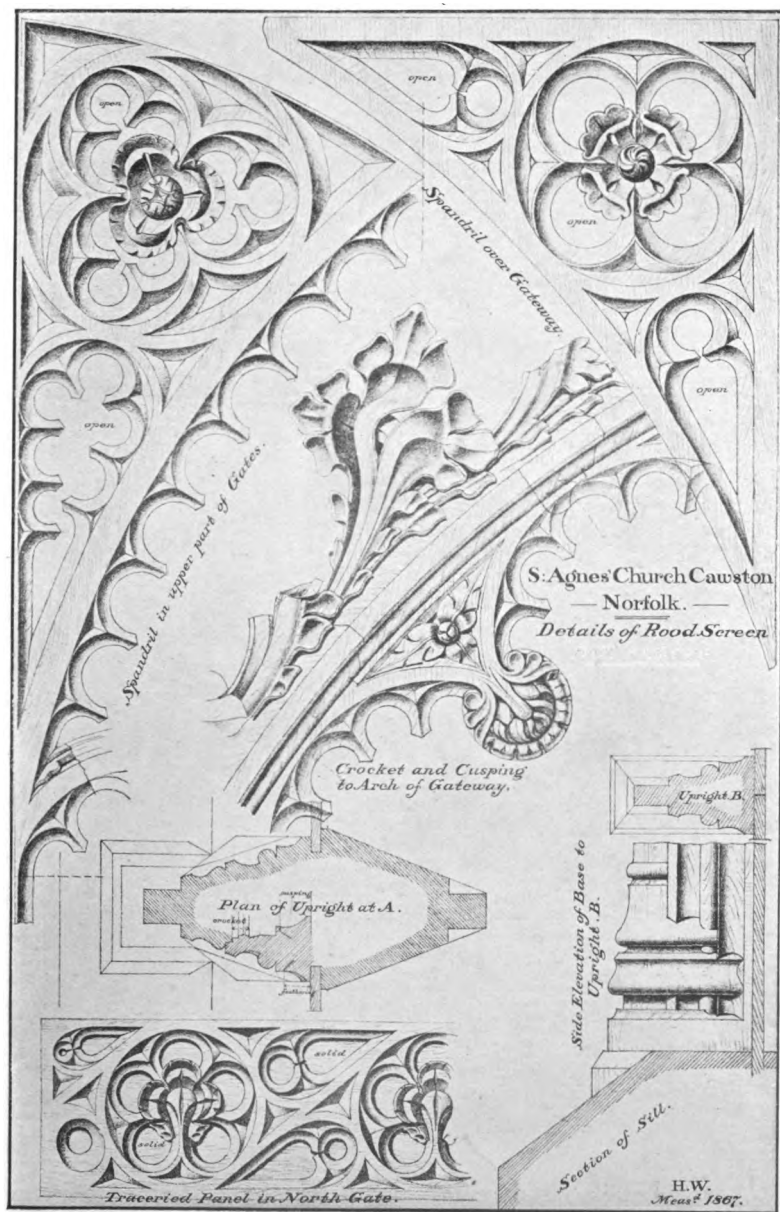 open
open
Spandril over Gateway.
open
open
open
Spandril in upper part of Gates.
S: Agnes' Church Cawston
— Norfolk. —
Details of Rood Screen
Crocket and Cusping
to Arch of Gateway.
Upright B.
cusping
Plan of Upright at A.
crocket
Side Elevation of Base to
Upright B.
solid
solid
Section of Sill.
Traceried Panel in North Gate.
H.W.
Meas.d 1867.